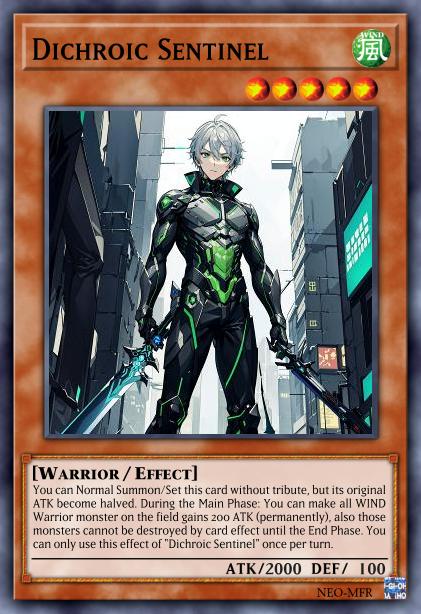 Dichroic Sentinel
WIND
風
[Warrior / Effect]
You can Normal Summon/Set this card without tribute, but its original
ATK become halved. During the Main Phase: You can make all WIND
Warrior monster on the field gains 200 ATK (permanently), also those
monsters cannot be destroyed by card effect until the End Phase. You
can only use this effect of "Dichroic Sentinel" once per turn.
ATK/2000 DEF/ 100
NEO-MFR